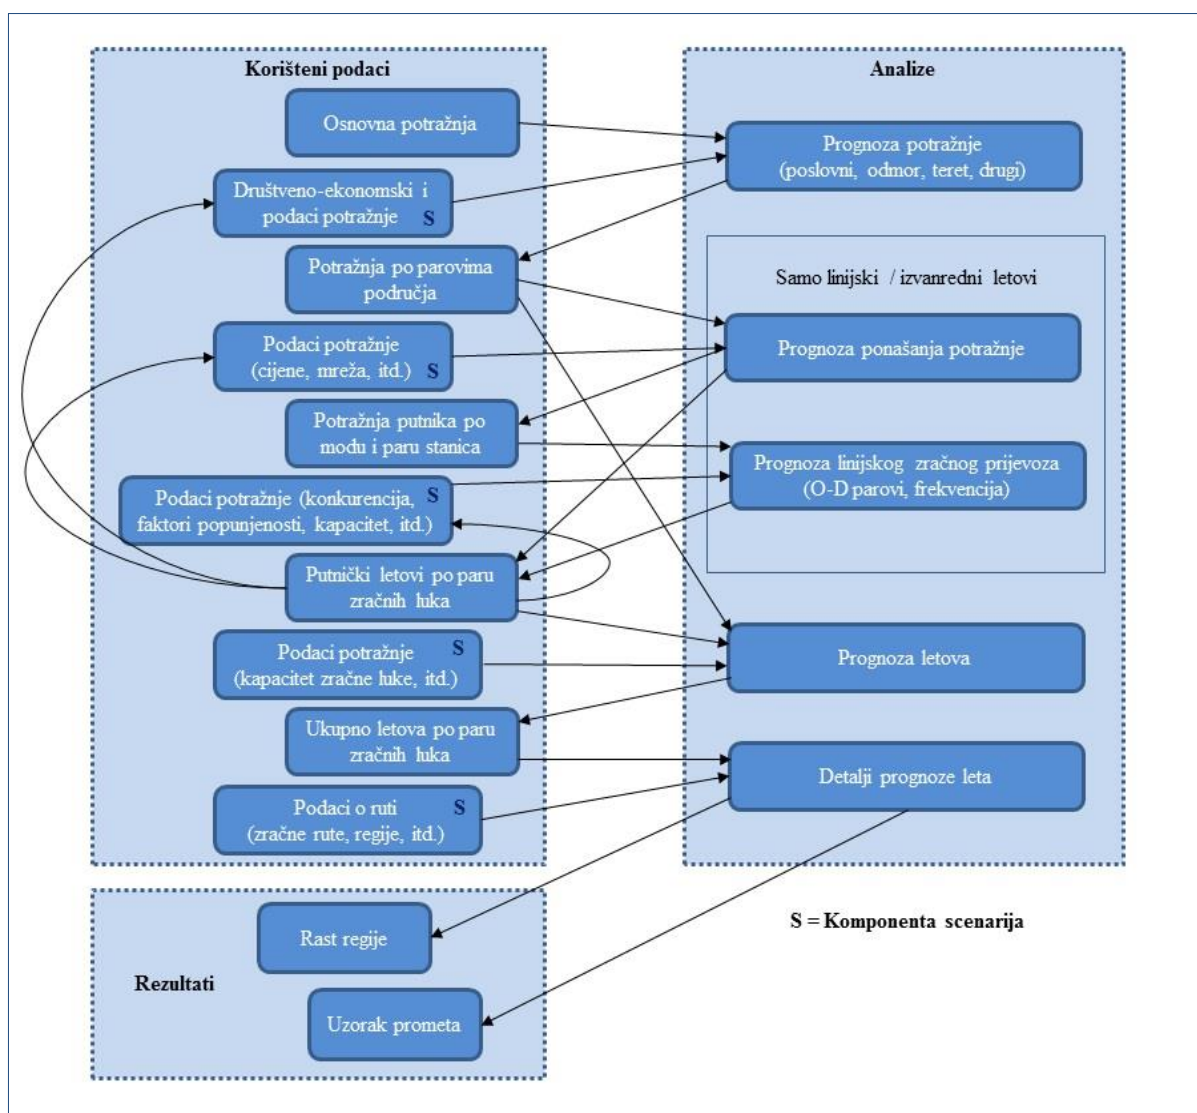 Korišteni podaci
Osnovna potražnja
Društveno-ekonomski i
podaci potražnje S
Potražnja po parovima
područja
Podaci potražnje
(cijene, mreža, itd.) S
Potražnja putnika po
modu i paru stanica
Podaci potražnje (konkurencija, S
faktori popunjenosti, kapacitet, itd.)
Putnički letovi po paru
zračnih luka
Podaci potražnje S
(kapacitet zračne luke, itd.)
Ukupno letova po paru
zračnih luka
Podaci o ruti S
(zračne rute, regije, itd.)
Analize
Prognoza potražnje
(poslovni, odmor, teret, drugi)
Samo linijski / izvanredni letovi
Prognoza ponašanja potražnje
Prognoza linijskog zračnog prijevoza
(O-D parovi, frekvencija)
Prognoza letova
Detalji prognoze leta
Rezultati
Rast regije
Uzorak prometa
S = Komponenta scenarija